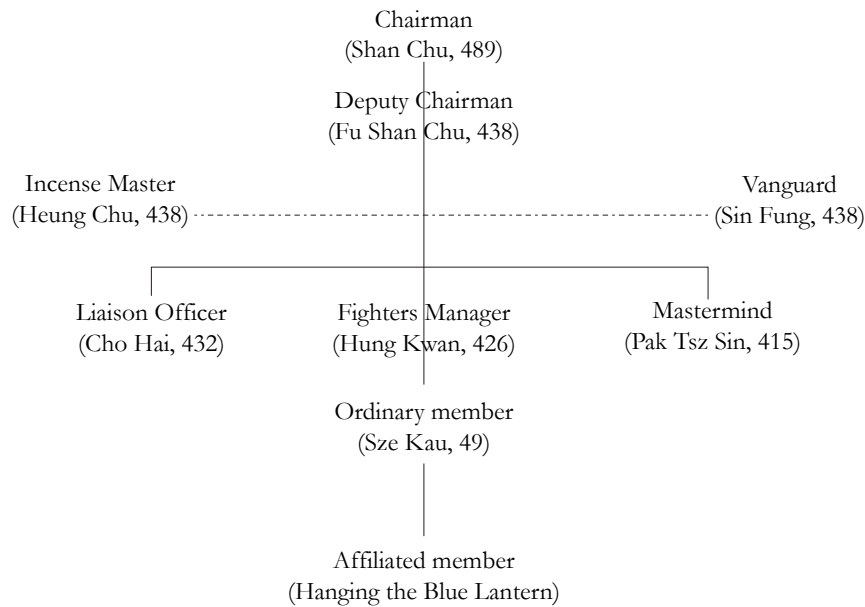 Chairman
(Shan Chu, 489)
Deputy Chairman
(Fu Shan Chu, 438)
Incense Master
(Heung Chu, 438)
Vanguard
(Sin Fung, 438)
Liaison Officer
(Cho Hai, 432)
Fighters Manager
(Hung Kwan, 426)
Mastermind
(Pak Tsz Sin, 415)
Ordinary member
(Sze Kau, 49)
Affiliated member
(Hanging the Blue Lantern)